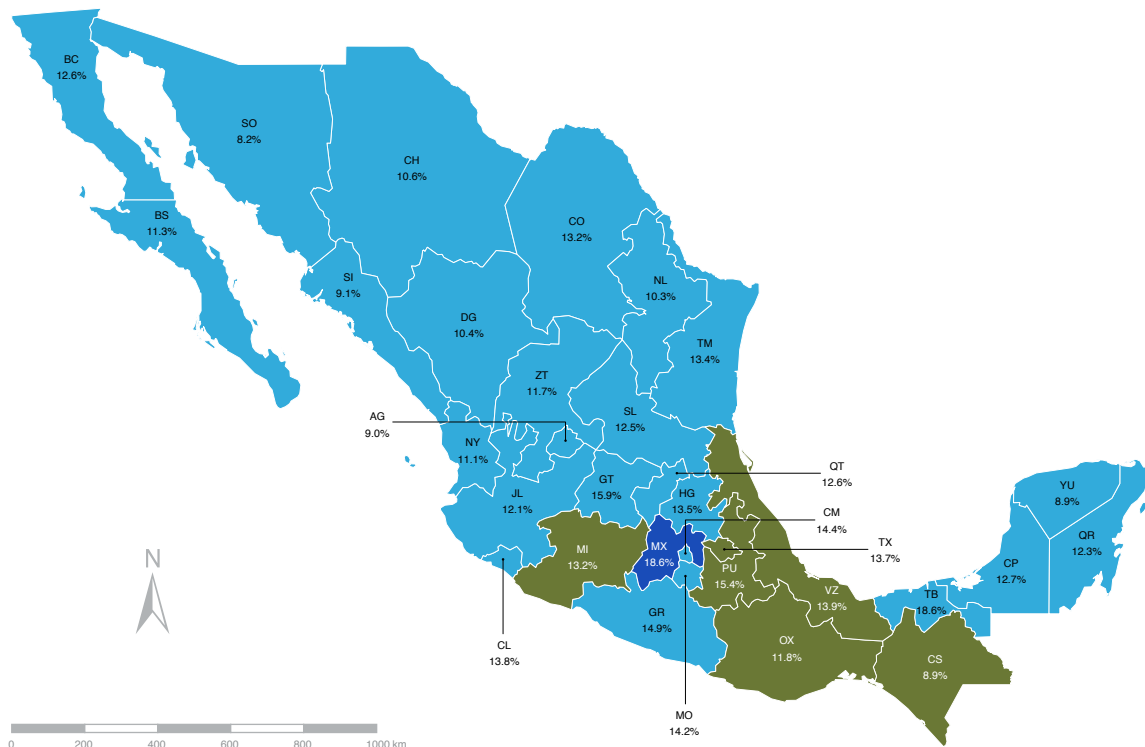 BC
12.6%
SO
8.2%
CH
10.6%
BS
11.3%
CO
13.2%
SI
9.1%
NL
10.3%
DG
10.4%
TM
13.4%
ZT
11.7%
SL
12.5%
AG
9.0%
NY
11.1%
QT
12.6%
GT
15.9%
HG
13.5%
YU
8.9%
JL
12.1%
CM
14.4%
QR
12.3%
TX
13.7%
MI
13.2%
MX
18.6%
CP
12.7%
PU
15.4%
VZ
13.9%
TB
18.6%
N
GR
14.9%
OX
11.8%
CS
8.9%
CL
13.8%
MO
14.2%
0 200 400 600 800 1000 km